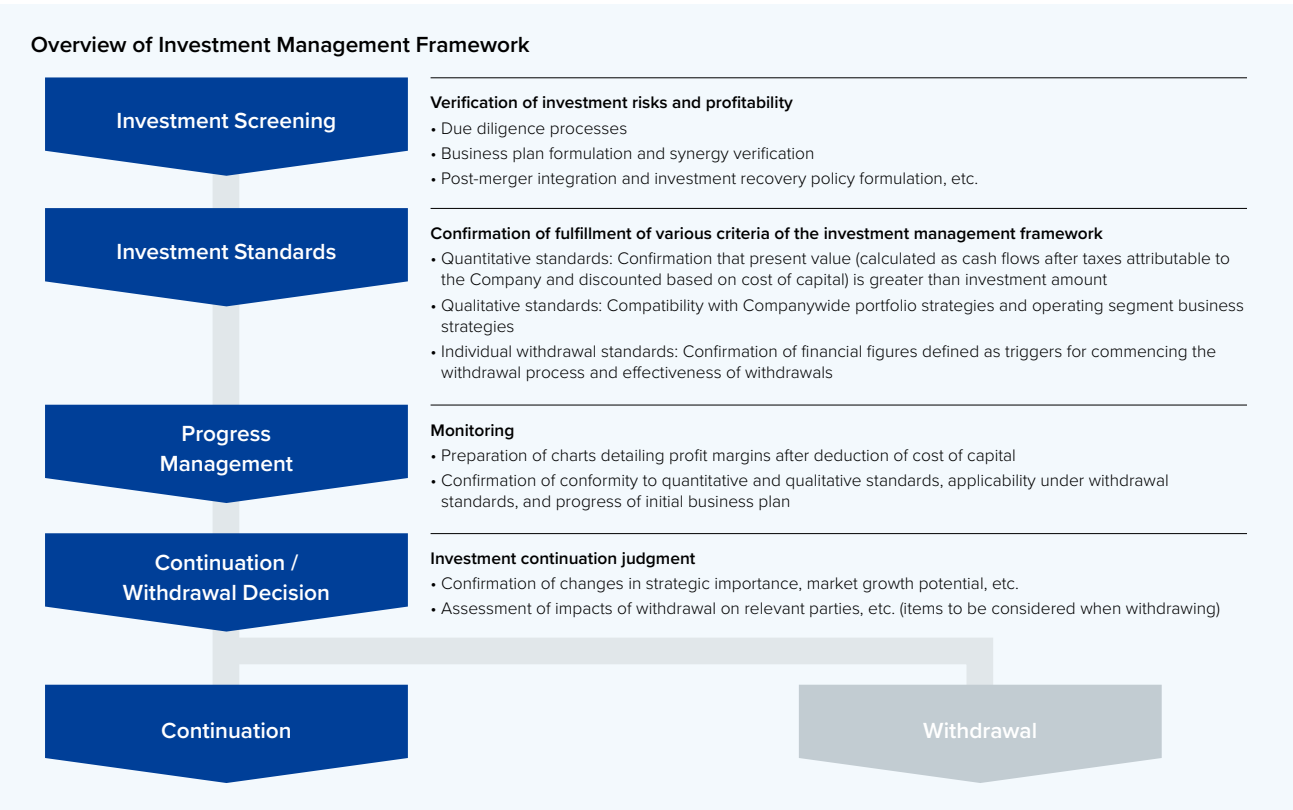 Overview of Investment Management Framework
Investment Screening
Verification of investment risks and profitability
• Due diligence processes
• Business plan formulation and synergy verification
• Post-merger integration and investment recovery policy formulation, etc.
Investment Standards
Confirmation of fulfillment of various criteria of the investment management framework
• Quantitative standards: Confirmation that present value (calculated as cash flows after taxes attributable to
the Company and discounted based on cost of capital) is greater than investment amount
• Qualitative standards: Compatibility with Companywide portfolio strategies and operating segment business
strategies
• Individual withdrawal standards: Confirmation of financial figures defined as triggers for commencing the
withdrawal process and effectiveness of withdrawals
Progress
Management
Monitoring
• Preparation of charts detailing profit margins after deduction of cost of capital
• Confirmation of conformity to quantitative and qualitative standards, applicability under withdrawal
standards, and progress of initial business plan
Continuation /
Withdrawal Decision
Investment continuation judgment
• Confirmation of changes in strategic importance, market growth potential, etc.
• Assessment of impacts of withdrawal on relevant parties, etc. (items to be considered when withdrawing)
Continuation
Withdrawal